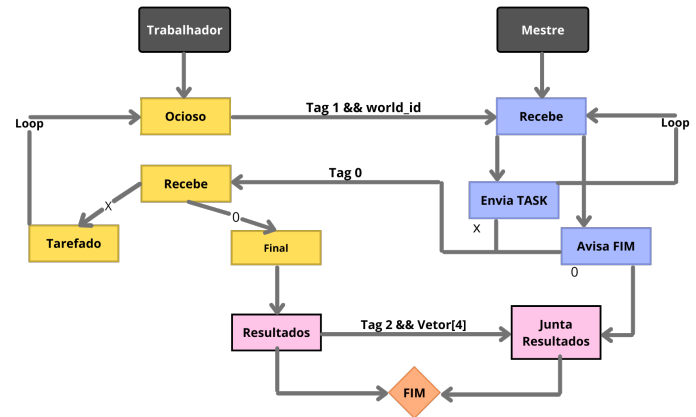 Trabalhador
Mestre
Ocioso
Tag 1 && world_id
Recebe
Loop
Loop
Recebe
Tag 0
Envia TASK
X
X
0
Tarefado
Final
Avisa FIM
0
Resultados
Tag 2 && Vetor[4]
Junta
Resultados
FIM